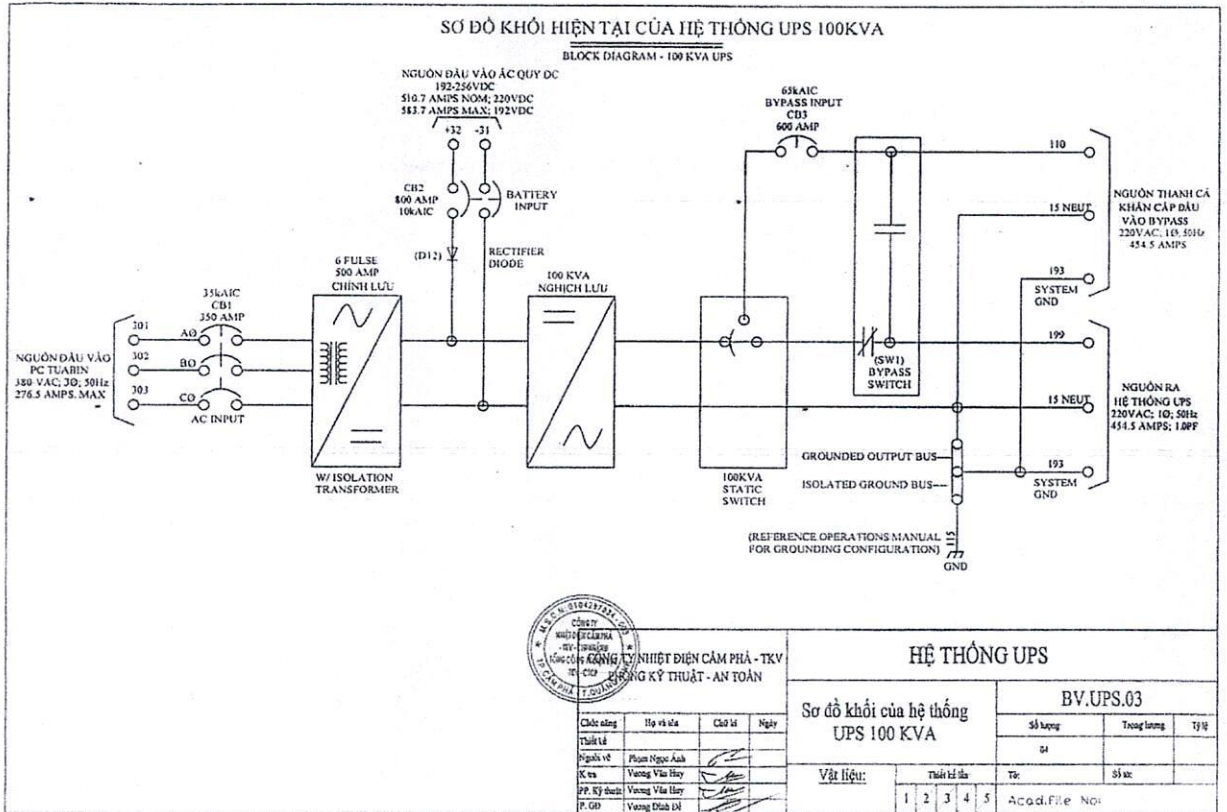 SƠ ĐỒ KHỐI HIỆN TẠI CỦA HỆ THỐNG UPS 100KVA
BLOCK DIAGRAM - 100 KVA UPS
NGUỒN ĐẦU VÀO ẮC QUY DC
192-256VDC
510.7 AMPS NOM; 220VDC
583.7 AMPS MAX; 192VDC
+32
-31
CB2
800 AMP
10kAIC
BATTERY
INPUT
(D12)
RECTIFIER
DIODE
65kAIC
BYPASS INPUT
CB3
600 AMP
110
15 NEUT
193
SYSTEM
GND
NGUỒN THANH CÁ
KHẨN CẤP ĐẦU
VÀO BYPASS
220VAC; 1Ø; 50Hz
454.5 AMPS
NGUỒN ĐẦU VÀO
PC TUABIN
380 VAC; 3Ø; 50Hz
276.5 AMPS. MAX
301
302
303
35kAIC
CB1
350 AMP
AØ
BØ
CØ
AC INPUT
6 FULSE
500 AMP
CHỈNH LƯU
W/ ISOLATION
TRANSFORMER
100 KVA
NGHỊCH LƯU
100KVA
STATIC
SWITCH
(SW1)
BYPASS
SWITCH
199
15 NEUT
193
SYSTEM
GND
NGUỒN RA
HỆ THỐNG UPS
220VAC; 1Ø; 50Hz
454.5 AMPS; 1.0PF
GROUNDED OUTPUT BUS
ISOLATED GROUND BUS
(REFERENCE OPERATIONS MANUAL
FOR GROUNDING CONFIGURATION)
GND
CÔNG TY NHIỆT ĐIỆN CẨM PHẢ - TKV
PHÒNG KỸ THUẬT - AN TOÀN
Chức năng
Họ và tên
Chữ kí
Ngày
Thiết kế
Người vẽ
Phạm Ngọc Ánh
K tra
Vương Văn Huy
PP. Kỹ thuật
Vương Văn Huy
P. GĐ
Vương Đình Dì
HỆ THỐNG UPS
Sơ đồ khối của hệ thống
UPS 100 KVA
BV.UPS.03
Số lượng
Trọng lượng
Tỷ lệ
04
Vật liệu:
Thiết kế lần
1 2 3 4 5
Tờ:
Acad.File No: